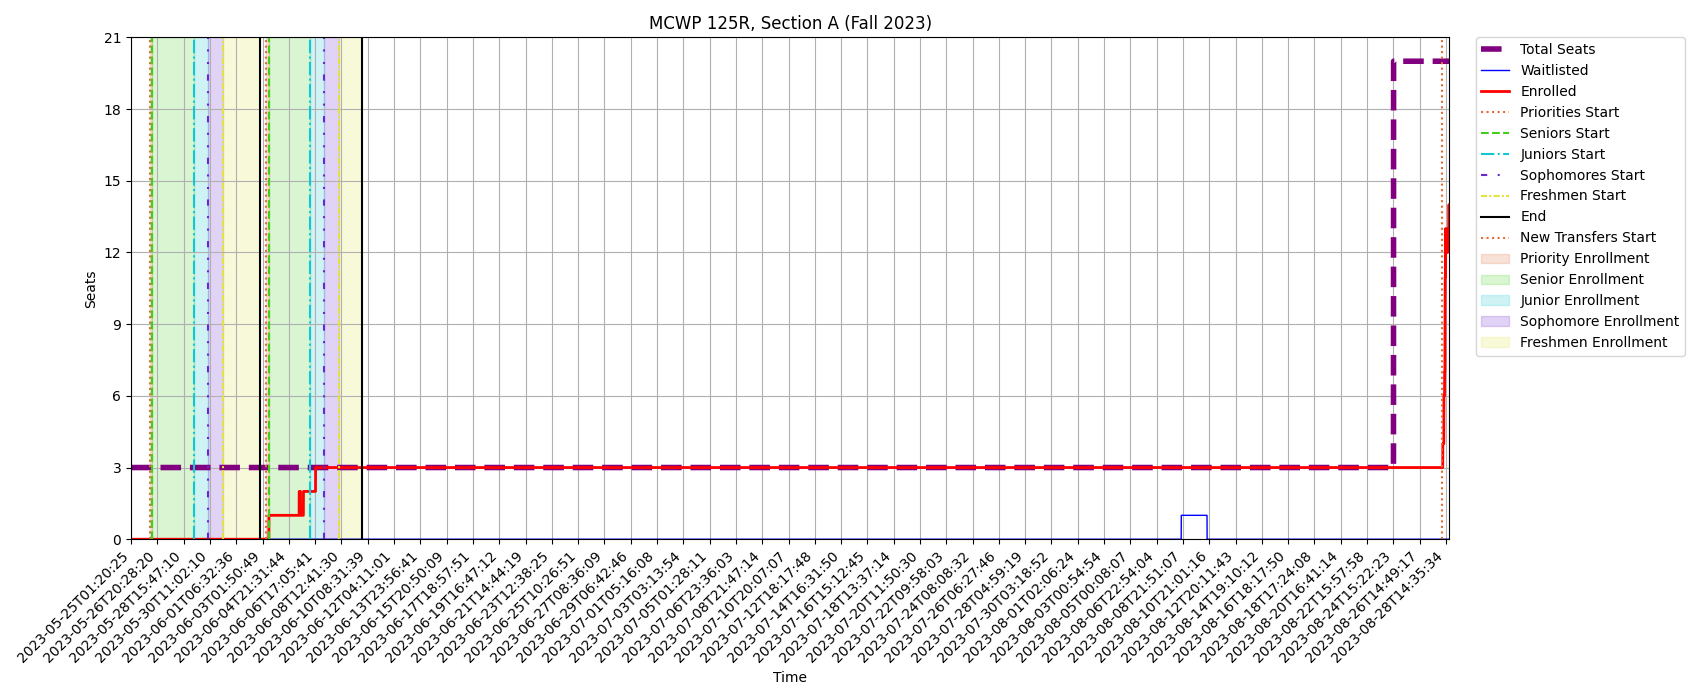 MCWP 125R, Section A (Fall 2023)
21
18
15
12
9
6
3
0
Seats
Total Seats
Waitlisted
Enrolled
Priorities Start
Seniors Start
Juniors Start
Sophomores Start
Freshmen Start
End
New Transfers Start
Priority Enrollment
Senior Enrollment
Junior Enrollment
Sophomore Enrollment
Freshmen Enrollment
2023-05-25T01:20:25
2023-05-26T20:28:20
2023-05-28T15:47:10
2023-05-30T11:02:10
2023-06-01T06:32:36
2023-06-03T01:50:49
2023-06-04T21:31:44
2023-06-06T17:05:41
2023-06-08T12:41:30
2023-06-10T08:31:39
2023-06-12T04:11:01
2023-06-13T23:56:41
2023-06-15T20:50:09
2023-06-17T18:57:51
2023-06-19T16:47:12
2023-06-21T14:44:19
2023-06-23T12:38:25
2023-06-25T10:26:51
2023-06-27T08:36:09
2023-06-29T06:42:46
2023-07-01T05:16:08
2023-07-03T03:13:54
2023-07-05T01:28:11
2023-07-06T23:36:03
2023-07-08T21:47:14
2023-07-10T20:07:07
2023-07-12T18:17:48
2023-07-14T16:31:50
2023-07-16T15:12:45
2023-07-18T13:37:14
2023-07-20T11:50:30
2023-07-22T09:58:03
2023-07-24T08:08:32
2023-07-26T06:27:46
2023-07-28T04:59:19
2023-07-30T03:18:52
2023-08-01T02:06:24
2023-08-03T00:54:54
2023-08-05T00:08:07
2023-08-06T22:54:04
2023-08-08T21:51:07
2023-08-10T21:01:16
2023-08-12T20:11:43
2023-08-14T19:10:12
2023-08-16T18:17:50
2023-08-18T17:24:08
2023-08-20T16:41:14
2023-08-22T15:57:58
2023-08-24T15:22:23
2023-08-26T14:49:17
2023-08-28T14:35:34
Time